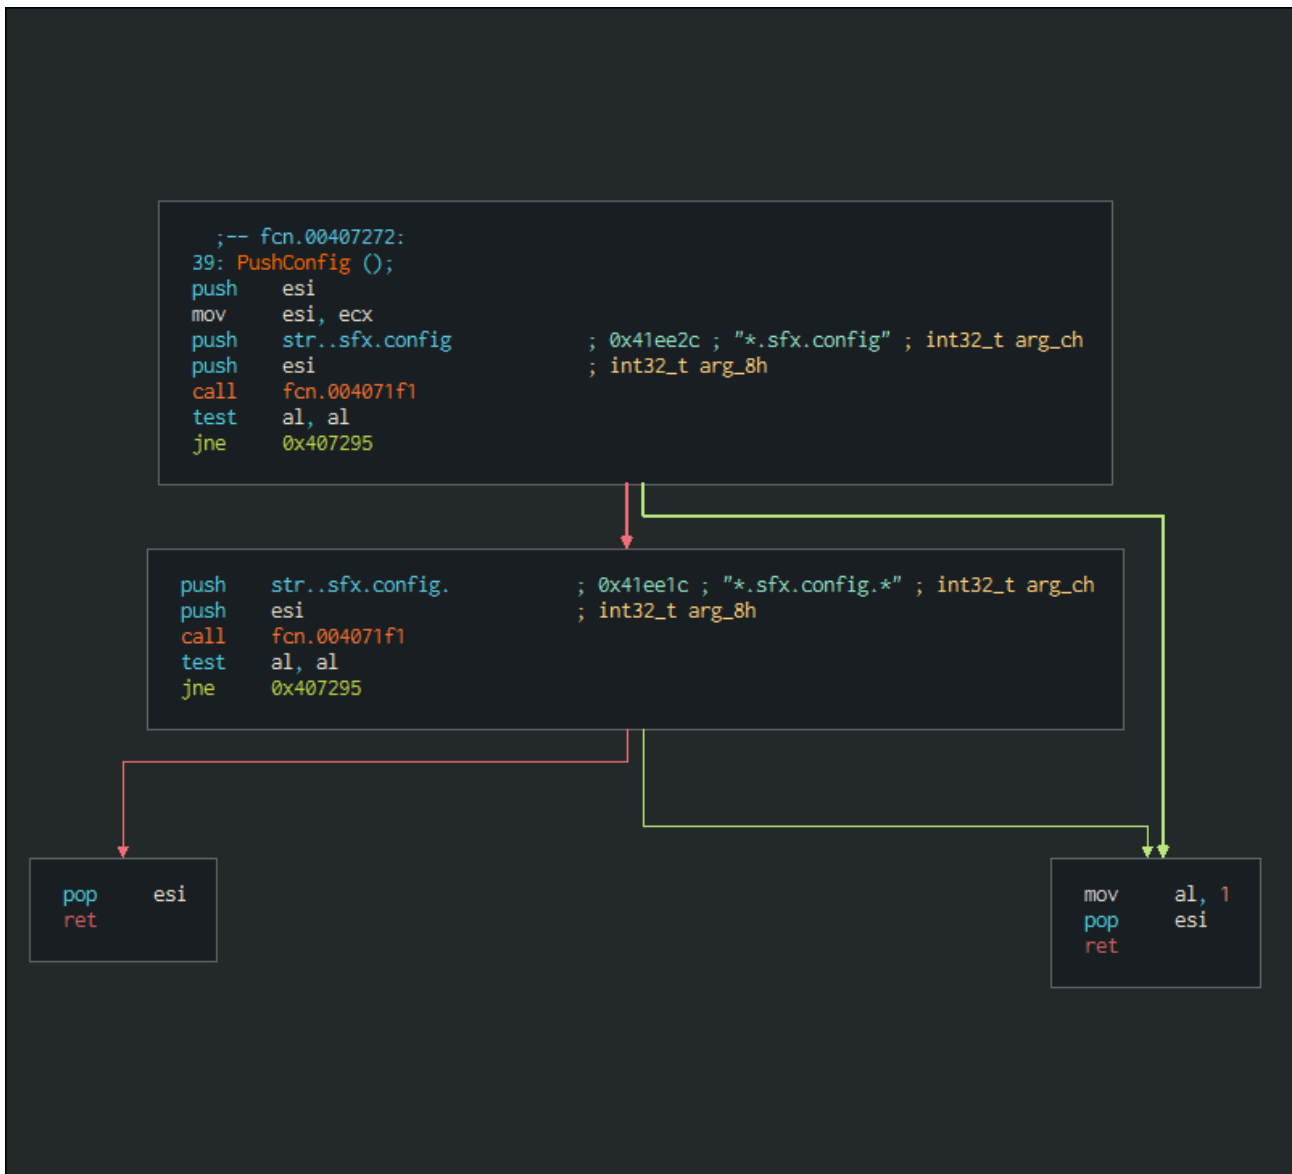 ;-- fcn.00407272:
39: PushConfig ();
push esi
mov esi, ecx
push str..sfx.config ; 0x41ee2c ; "*.sfx.config" ; int32_t arg_ch
push esi ; int32_t arg_8h
call fcn.004071f1
test al, al
jne 0x407295
push str..sfx.config. ; 0x41ee1c ; "*.sfx.config.*" ; int32_t arg_ch
push esi ; int32_t arg_8h
call fcn.004071f1
test al, al
jne 0x407295
pop esi
ret
mov al, 1
pop esi
ret